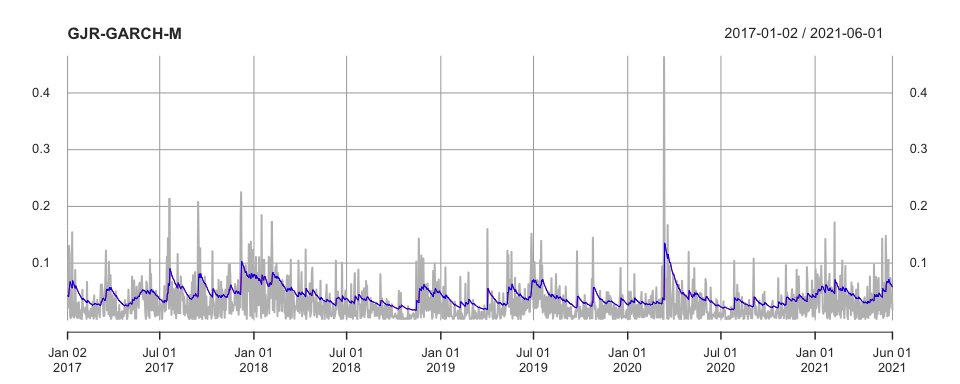 GJR-GARCH-M
2017-01-02 / 2021-06-01
0.4 0.4
0.3 0.3
0.2 0.2
0.1 0.1
Jan 02 Jul 01 Jan 01 Jul 01 Jan 01 Jul 01 Jan 01 Jul 01 Jan 01 Jun 01
2017 2017 2018 2018 2019 2019 2020 2020 2021 2021